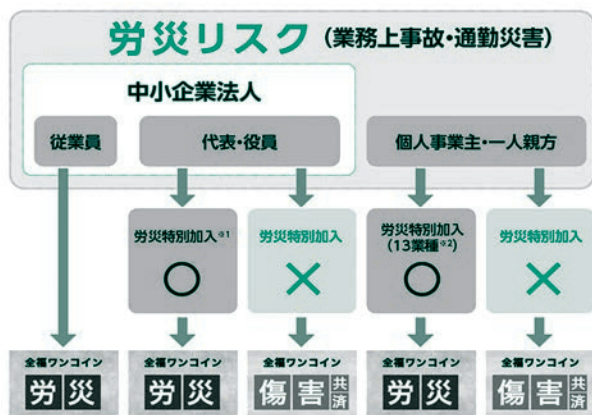 労災リスク(業務上事故・通勤災害)
中小企業法人
従業員
代表・役員
個人事業主・一人親方
労災特別加入※1
○
労災特別加入
×
労災特別加入
(13業種※2)
○
労災特別加入
×
全福ワンコイン
労災
全福ワンコイン
労災
全福ワンコイン
傷害共済
全福ワンコイン
労災
全福ワンコイン
傷害共済